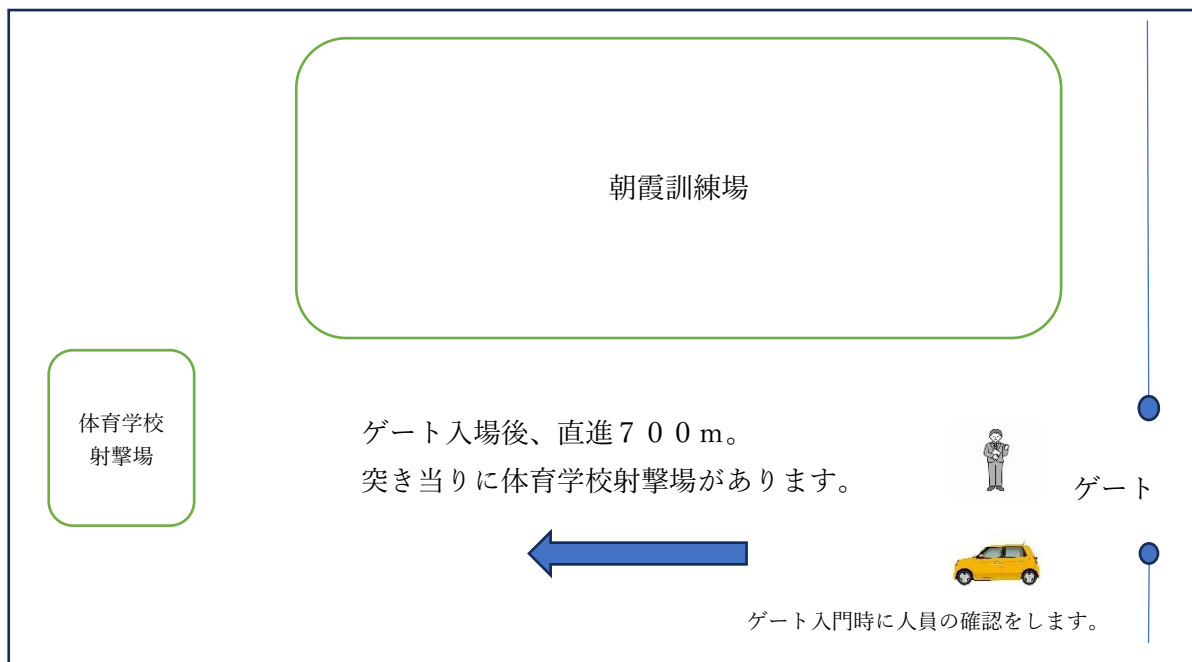 朝霞訓練場
体育学校
射撃場
ゲート入場後、直進７００ｍ。
突き当りに体育学校射撃場があります。
ゲート
ゲート入門時に人員の確認をします。